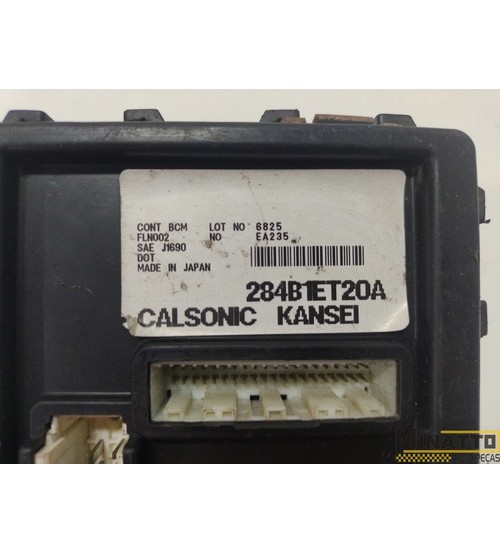 CONT BCM LOT NO 6825
FLN002 NO EA235
SAE J1690
DOT
MADE IN JAPAN
284B1ET20A
CALSONIC KANSEI
MINATTO
PEÇAS